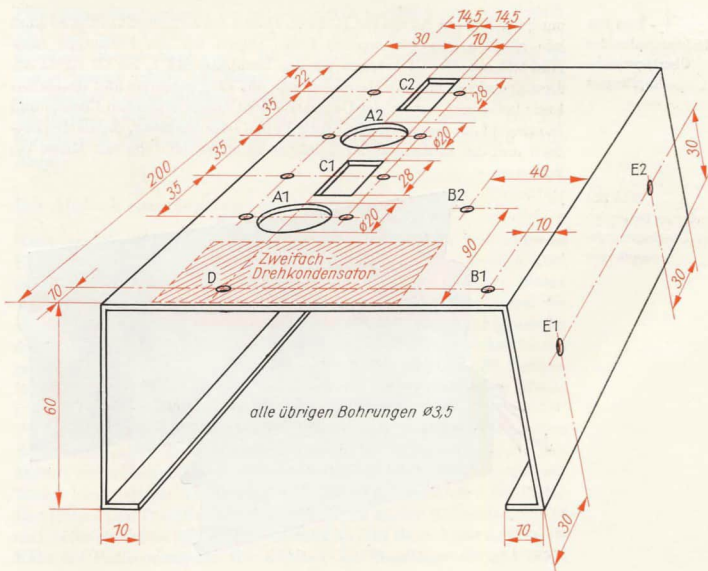 14,5 14,5
30 10
22
35
35
35
200
10
C2
28
A2
ø20
C1
28
A1
ø20
B2
40
90
10
E2
30
30
D
Zweifach-
Drehkondensator
B1
E1
60
alle übrigen Bohrungen ø3,5
10
10
30